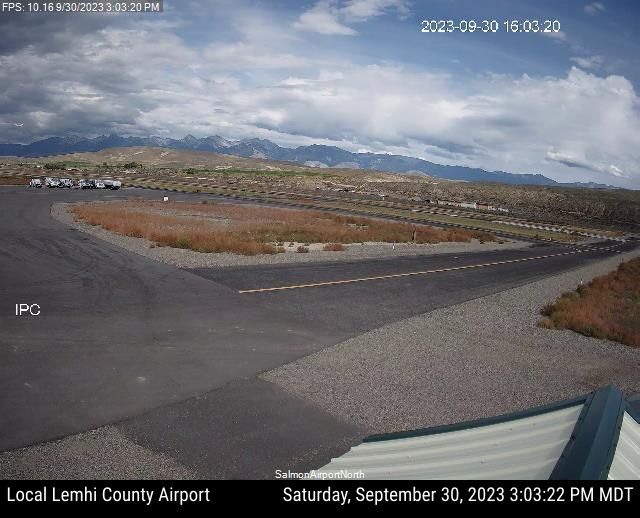 FPS: 10.16 9/30/2023 3:03:20 PM
2023-09-30 16:03:20
IPC
SalmonAirportNorth
Local Lemhi County Airport Saturday, September 30, 2023 3:03:22 PM MDT